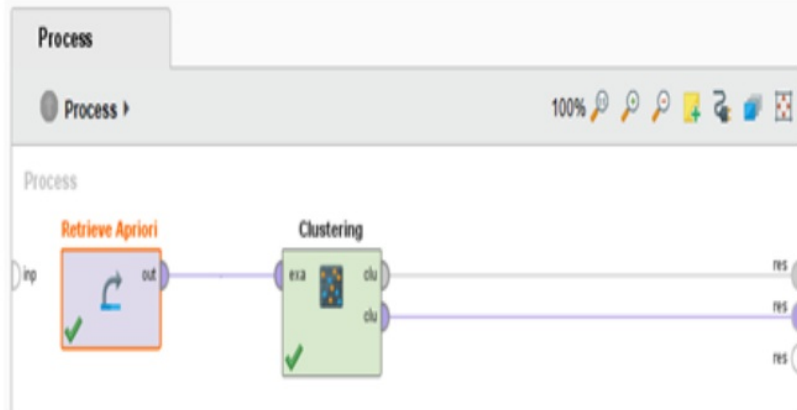 Process
Process
100%
Process
Retrieve Apriori
Clustering
inp
out
exa
clu
res
clu
res
res